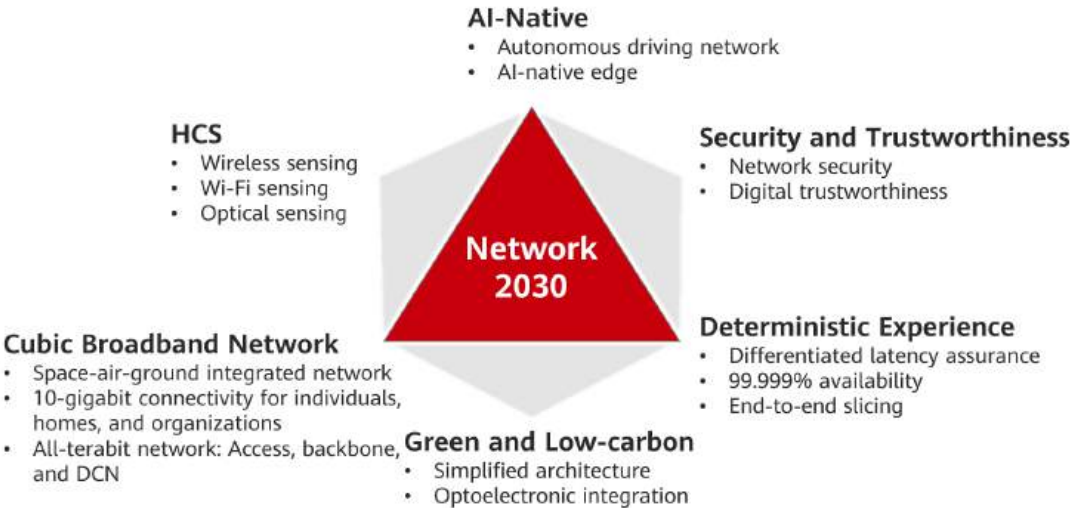 AI-Native
• Autonomous driving network
• AI-native edge
HCS
• Wireless sensing
• Wi-Fi sensing
• Optical sensing
Security and Trustworthiness
• Network security
• Digital trustworthiness
Network
2030
Cubic Broadband Network
• Space-air-ground integrated network
• 10-gigabit connectivity for individuals,
homes, and organizations
• All-terabit network: Access, backbone,
and DCN
Deterministic Experience
• Differentiated latency assurance
• 99.999% availability
• End-to-end slicing
Green and Low-carbon
• Simplified architecture
• Optoelectronic integration